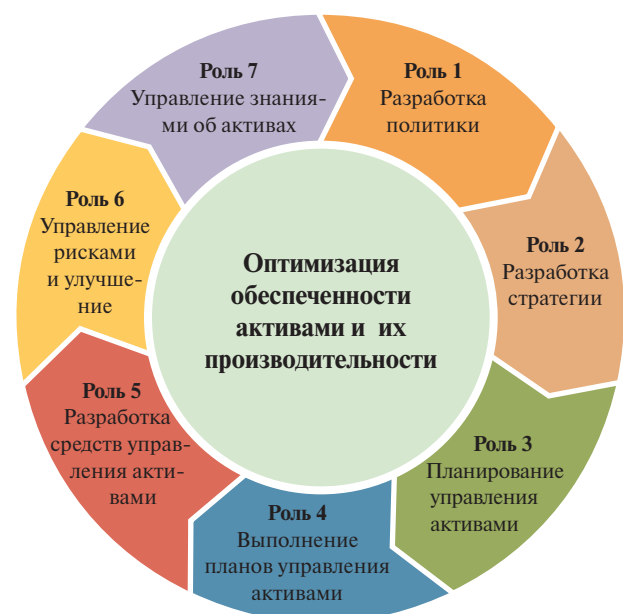 Роль 1
Разработка
политики
Роль 2
Разработка
стратегии
Роль 3
Планирование
управления
активами
Роль 4
Выполнение
планов управления
активами
Роль 5
Разработка
средств управ-
ления акти-
вами
Роль 6
Управление
рисками
и улучше-
ние
Роль 7
Управление знания-
ми об активах
Оптимизация
обеспеченности
активами и их
производительности